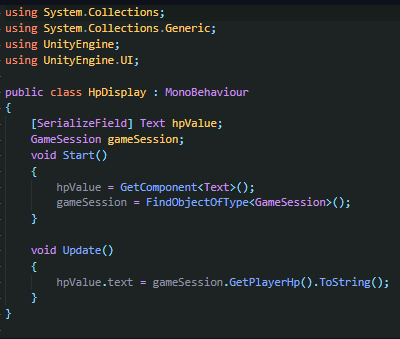 using System.Collections;
using System.Collections.Generic;
using UnityEngine;
using UnityEngine.UI;
public class HpDisplay : MonoBehaviour
{
[SerializeField] Text hpValue;
GameSession gameSession;
void Start()
{
hpValue = GetComponent<Text>();
gameSession = FindObjectOfType<GameSession>();
}
void Update()
{
hpValue.text = gameSession.GetPlayerHp().ToString();
}
}